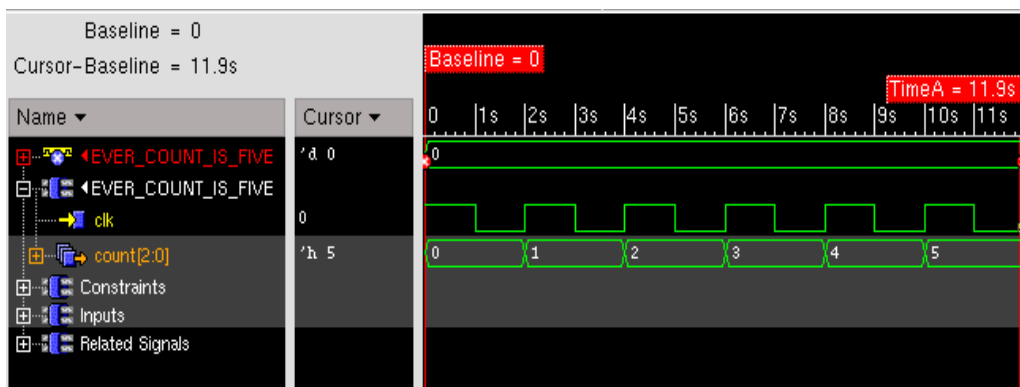 Baseline = 0
Cursor-Baseline = 11.9s
Baseline = 0
TimeA = 11.9s
Name Cursor 0 1s 2s 3s 4s 5s 6s 7s 8s 9s 10s 11s
EVER_COUNT_IS_FIVE 'd 0 0
EVER_COUNT_IS_FIVE
clk 0
count[2:0] 'h 5 0 1 2 3 4 5
Constraints
Inputs
Related Signals